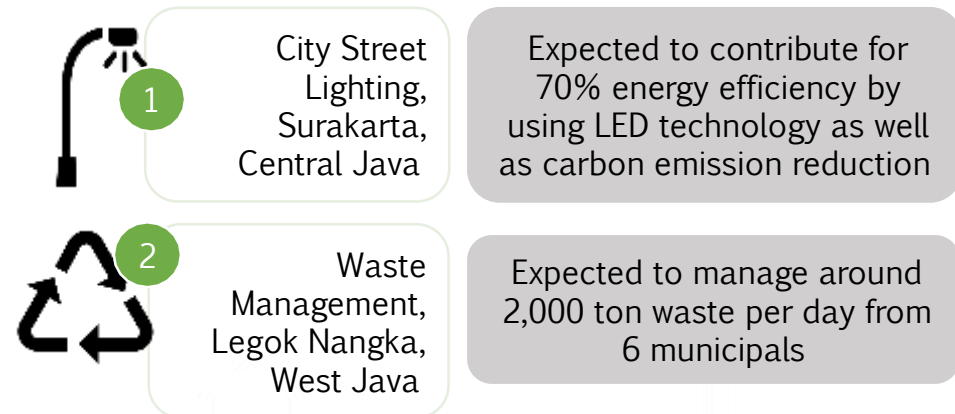 1
City Street
Lighting,
Surakarta,
Central Java
Expected to contribute for
70% energy efficiency by
using LED technology as well
as carbon emission reduction
2
Waste
Management,
Legok Nangka,
West Java
Expected to manage around
2,000 ton waste per day from
6 municipals